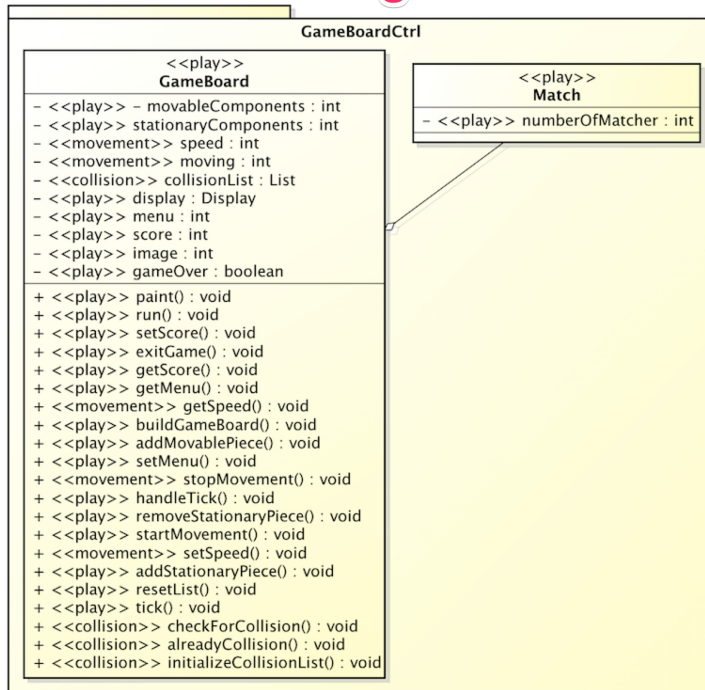 GameBoardCtrl
<<play>>
GameBoard
- <<play>> - movableComponents : int
- <<play>> stationaryComponents : int
- <<movement>> speed : int
- <<movement>> moving : int
- <<collision>> collisionList : List
- <<play>> display : Display
- <<play>> menu : int
- <<play>> score : int
- <<play>> image : int
- <<play>> gameOver : boolean
+ <<play>> paint() : void
+ <<play>> run() : void
+ <<play>> setScore() : void
+ <<play>> exitGame() : void
+ <<play>> getScore() : void
+ <<play>> getMenu() : void
+ <<movement>> getSpeed() : void
+ <<play>> buildGameBoard() : void
+ <<play>> addMovablePiece() : void
+ <<play>> setMenu() : void
+ <<movement>> stopMovement() : void
+ <<play>> handleTick() : void
+ <<play>> removeStationaryPiece() : void
+ <<play>> startMovement() : void
+ <<movement>> setSpeed() : void
+ <<play>> addStationaryPiece() : void
+ <<play>> resetList() : void
+ <<play>> tick() : void
+ <<collision>> checkForCollision() : void
+ <<collision>> alreadyCollision() : void
+ <<collision>> initializeCollisionList() : void
<<play>>
Match
- <<play>> numberOfMatcher : int